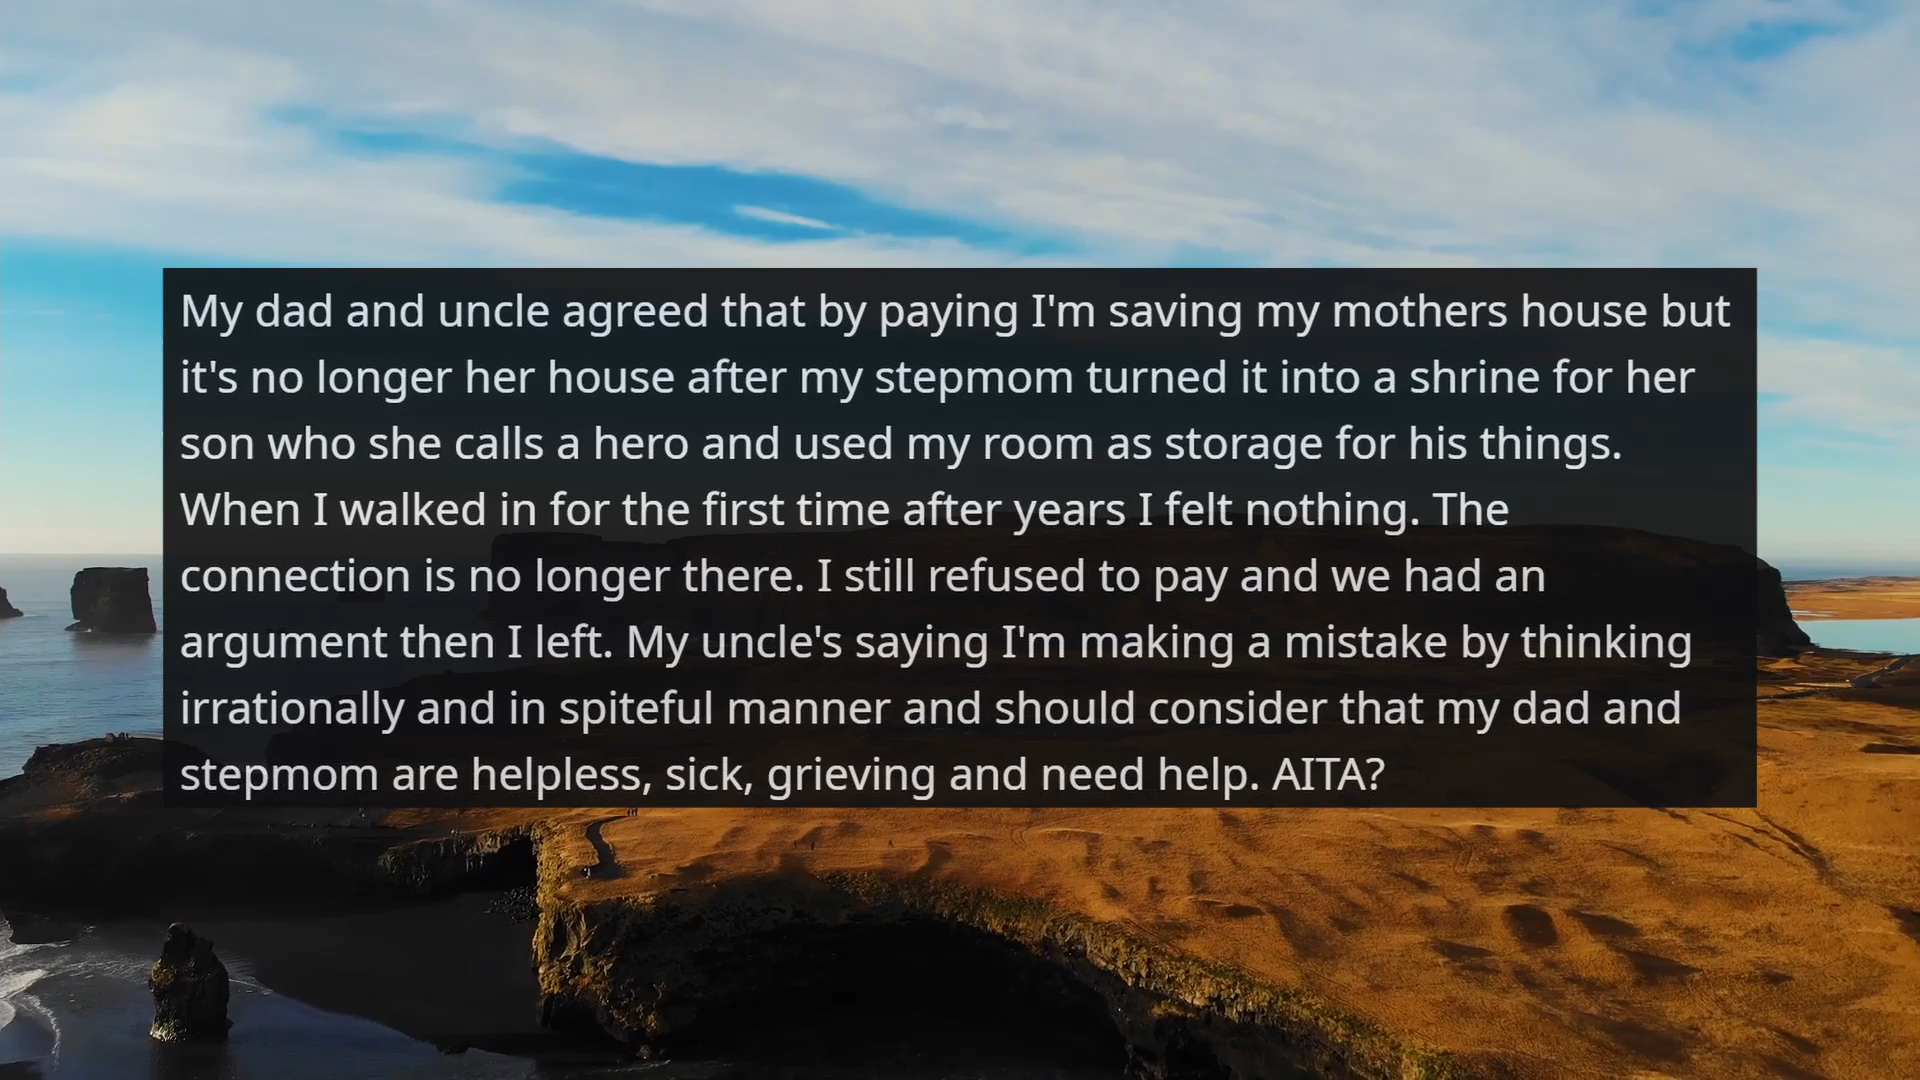 My dad and uncle agreed that by paying I'm saving my mothers house but
it's no longer her house after my stepmom turned it into a shrine for her
son who she calls a hero and used my room as storage for his things.
When I walked in for the first time after years I felt nothing. The
connection is no longer there. I still refused to pay and we had an
argument then I left. My uncle's saying I'm making a mistake by thinking
irrationally and in spiteful manner and should consider that my dad and
stepmom are helpless, sick, grieving and need help. AITA?